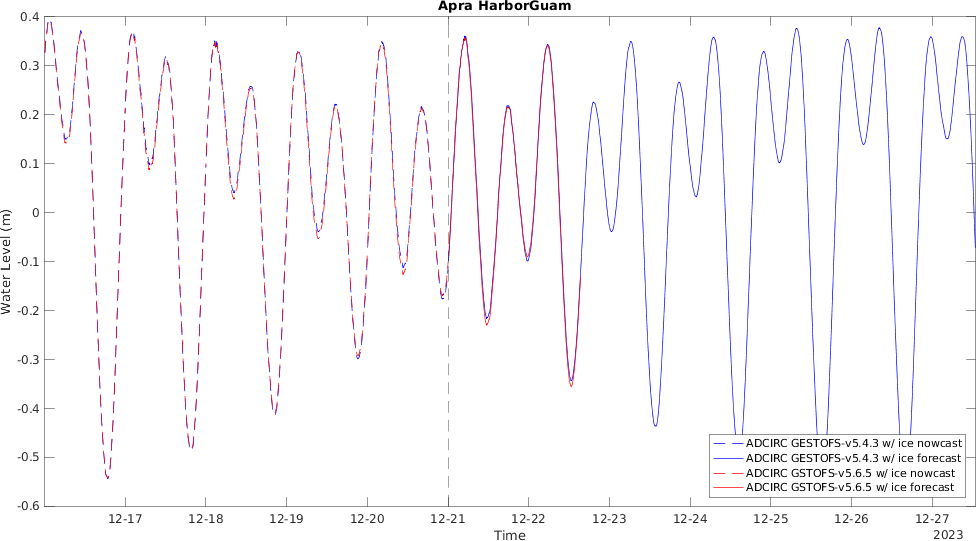 Apra HarborGuam
0.4
0.3
0.2
0.1
0
-0.1
-0.2
-0.3
-0.4
-0.5
-0.6
Water Level (m)
ADCIRC GESTOFS-v5.4.3 w/ ice nowcast
ADCIRC GESTOFS-v5.4.3 w/ ice forecast
ADCIRC GSTOFS-v5.6.5 w/ ice nowcast
ADCIRC GSTOFS-v5.6.5 w/ ice forecast
12-17 12-18 12-19 12-20 12-21 12-22 12-23 12-24 12-25 12-26 12-27
Time
2023